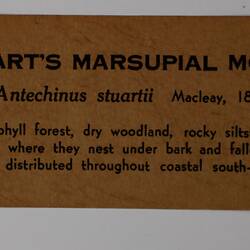 ART'S MARSUPIAL M
Antechinus stuartii Macleay, 18
phyll forest, dry woodland, rocky silts
where they nest under bark and fall
distributed throughout coastal south-